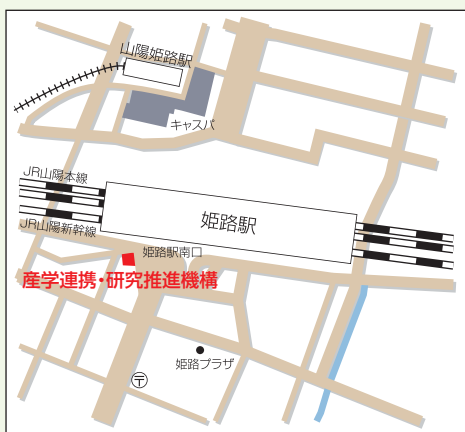 山陽姫路駅
キャスパ
JR山陽本線
姫路駅
JR山陽新幹線
姫路駅南口
産学連携・研究推進機構
姫路プラザ
〒